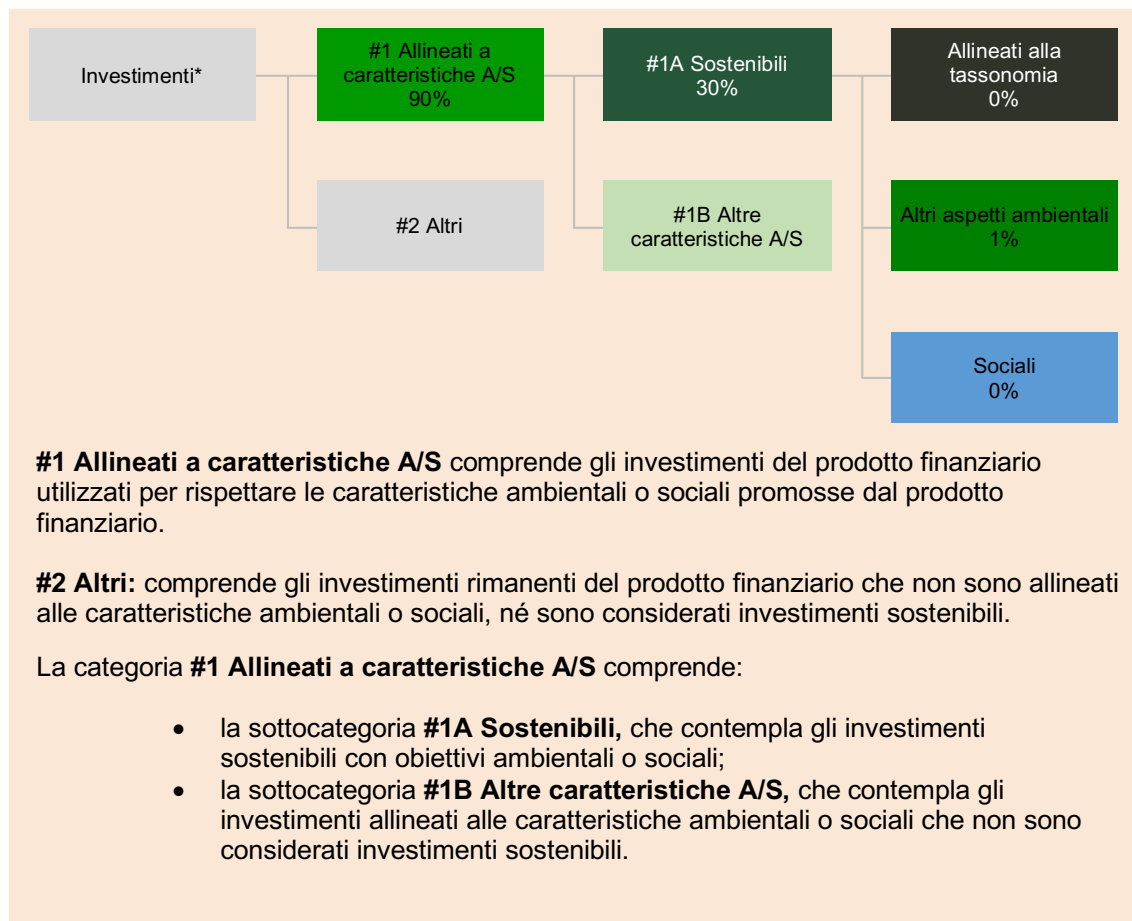 Investimenti*
#1 Allineati a
caratteristiche A/S
90%
#1A Sostenibili
30%
Allineati alla
tassonomia
0%
#2 Altri
#1B Altre
caratteristiche A/S
Altri aspetti ambientali
1%
Sociali
0%
#1 Allineati a caratteristiche A/S comprende gli investimenti del prodotto finanziario
utilizzati per rispettare le caratteristiche ambientali o sociali promosse dal prodotto
finanziario.
#2 Altri: comprende gli investimenti rimanenti del prodotto finanziario che non sono allineati
alle caratteristiche ambientali o sociali, né sono considerati investimenti sostenibili.
La categoria #1 Allineati a caratteristiche A/S comprende:
• la sottocategoria #1A Sostenibili, che contempla gli investimenti
sostenibili con obiettivi ambientali o sociali;
• la sottocategoria #1B Altre caratteristiche A/S, che contempla gli
investimenti allineati alle caratteristiche ambientali o sociali che non sono
considerati investimenti sostenibili.